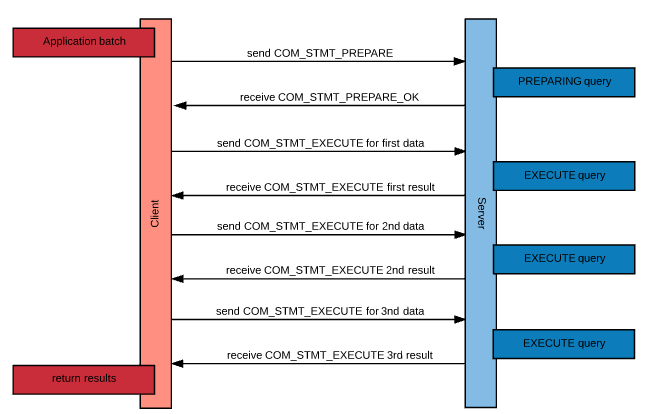 Application batch
send COM_STMT_PREPARE
PREPARING query
receive COM_STMT_PREPARE_OK
send COM_STMT_EXECUTE for first data
EXECUTE query
receive COM_STMT_EXECUTE first result
Client
Server
send COM_STMT_EXECUTE for 2nd data
EXECUTE query
receive COM_STMT_EXECUTE 2nd result
send COM_STMT_EXECUTE for 3nd data
EXECUTE query
receive COM_STMT_EXECUTE 3rd result
return results